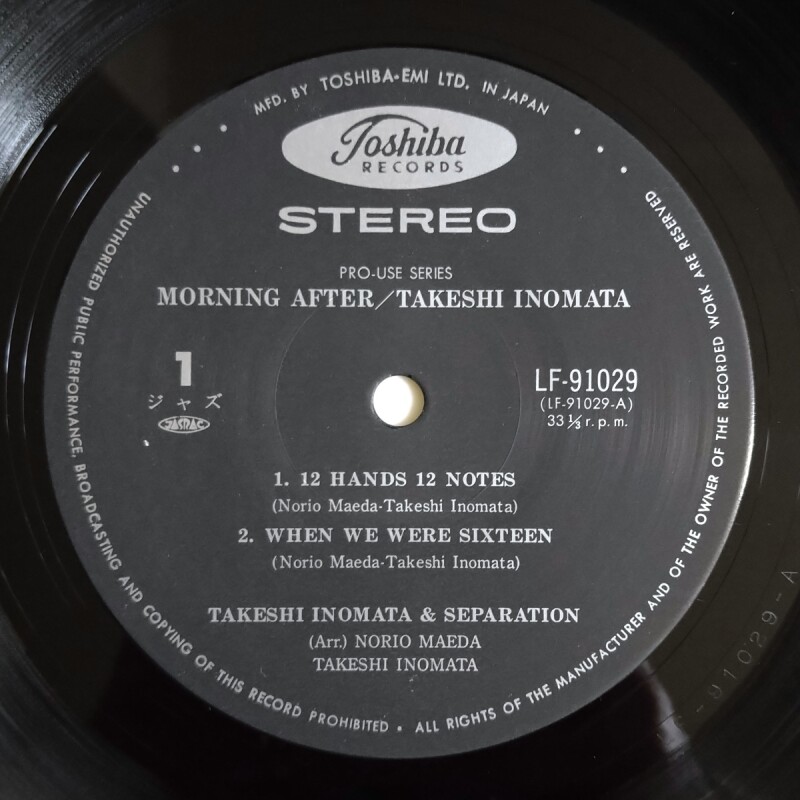 MFD. BY TOSHIBA-EMI LTD. IN JAPAN
Toshiba
RECORDS
STEREO
PRO-USE SERIES
MORNING AFTER/TAKESHI INOMATA
1
ジャズ
JASRAC
LF-91029
(LF-91029-A)
33 1/3 r.p.m.
1. 12 HANDS 12 NOTES
(Norio Maeda-Takeshi Inomata)
2. WHEN WE WERE SIXTEEN
(Norio Maeda-Takeshi Inomata)
TAKESHI INOMATA & SEPARATION
(Arr.) NORIO MAEDA
TAKESHI INOMATA
UNAUTHORIZED PUBLIC PERFORMANCE, BROADCASTING AND COPYING OF THIS RECORD PROHIBITED • ALL RIGHTS OF THE MANUFACTURER AND OF THE OWNER OF THE RECORDED WORK ARE RESERVED
LF-91029-A